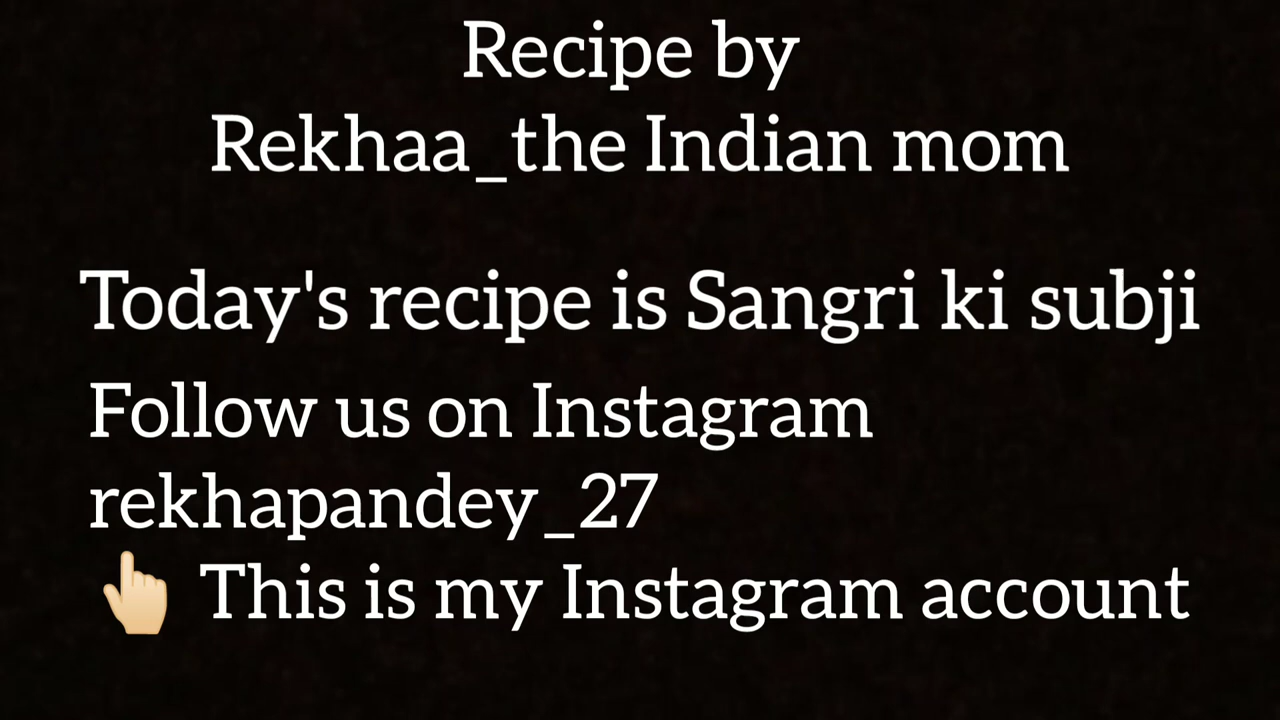 Recipe by
Rekhaa_the Indian mom
Today's recipe is Sangri ki subji
Follow us on Instagram
rekhapandey_27
👆🏼 This is my Instagram account